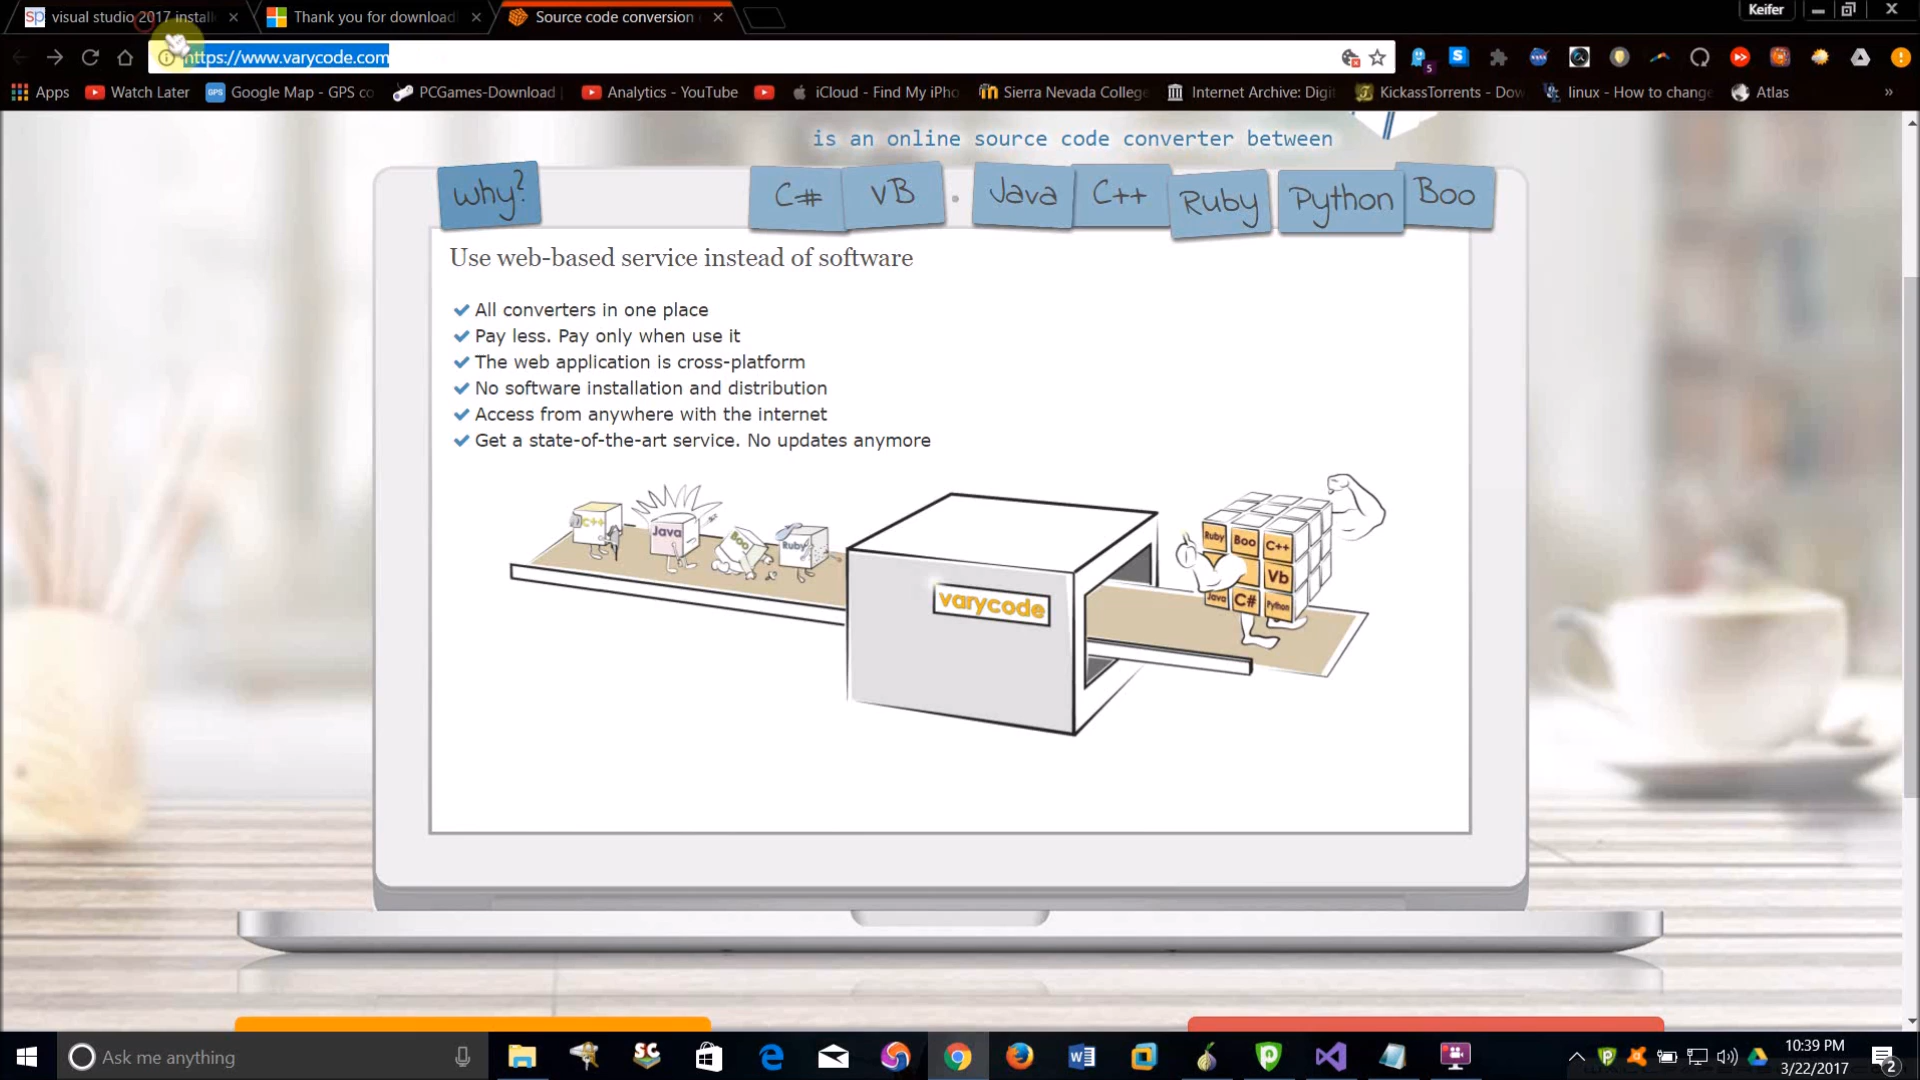 visual studio 2017 install
Thank you for download
Source code conversion
Keifer
https://www.varycode.com
5
Apps
Watch Later
Google Map - GPS co
PCGames-Download
Analytics - YouTube
iCloud - Find My iPho
Sierra Nevada College
Internet Archive: Digit
KickassTorrents - Dow
linux - How to change
Atlas
»
is an online source code converter between
Why?
C#
VB
Java
C++
Ruby
Python
Boo
Use web-based service instead of software
All converters in one place
Pay less. Pay only when use it
The web application is cross-platform
No software installation and distribution
Access from anywhere with the internet
Get a state-of-the-art service. No updates anymore
C++
Java
Boo
Ruby
varycode
Ruby
Boo
C++
Vb
Java
C#
Python
Ask me anything
10:39 PM
3/22/2017
2